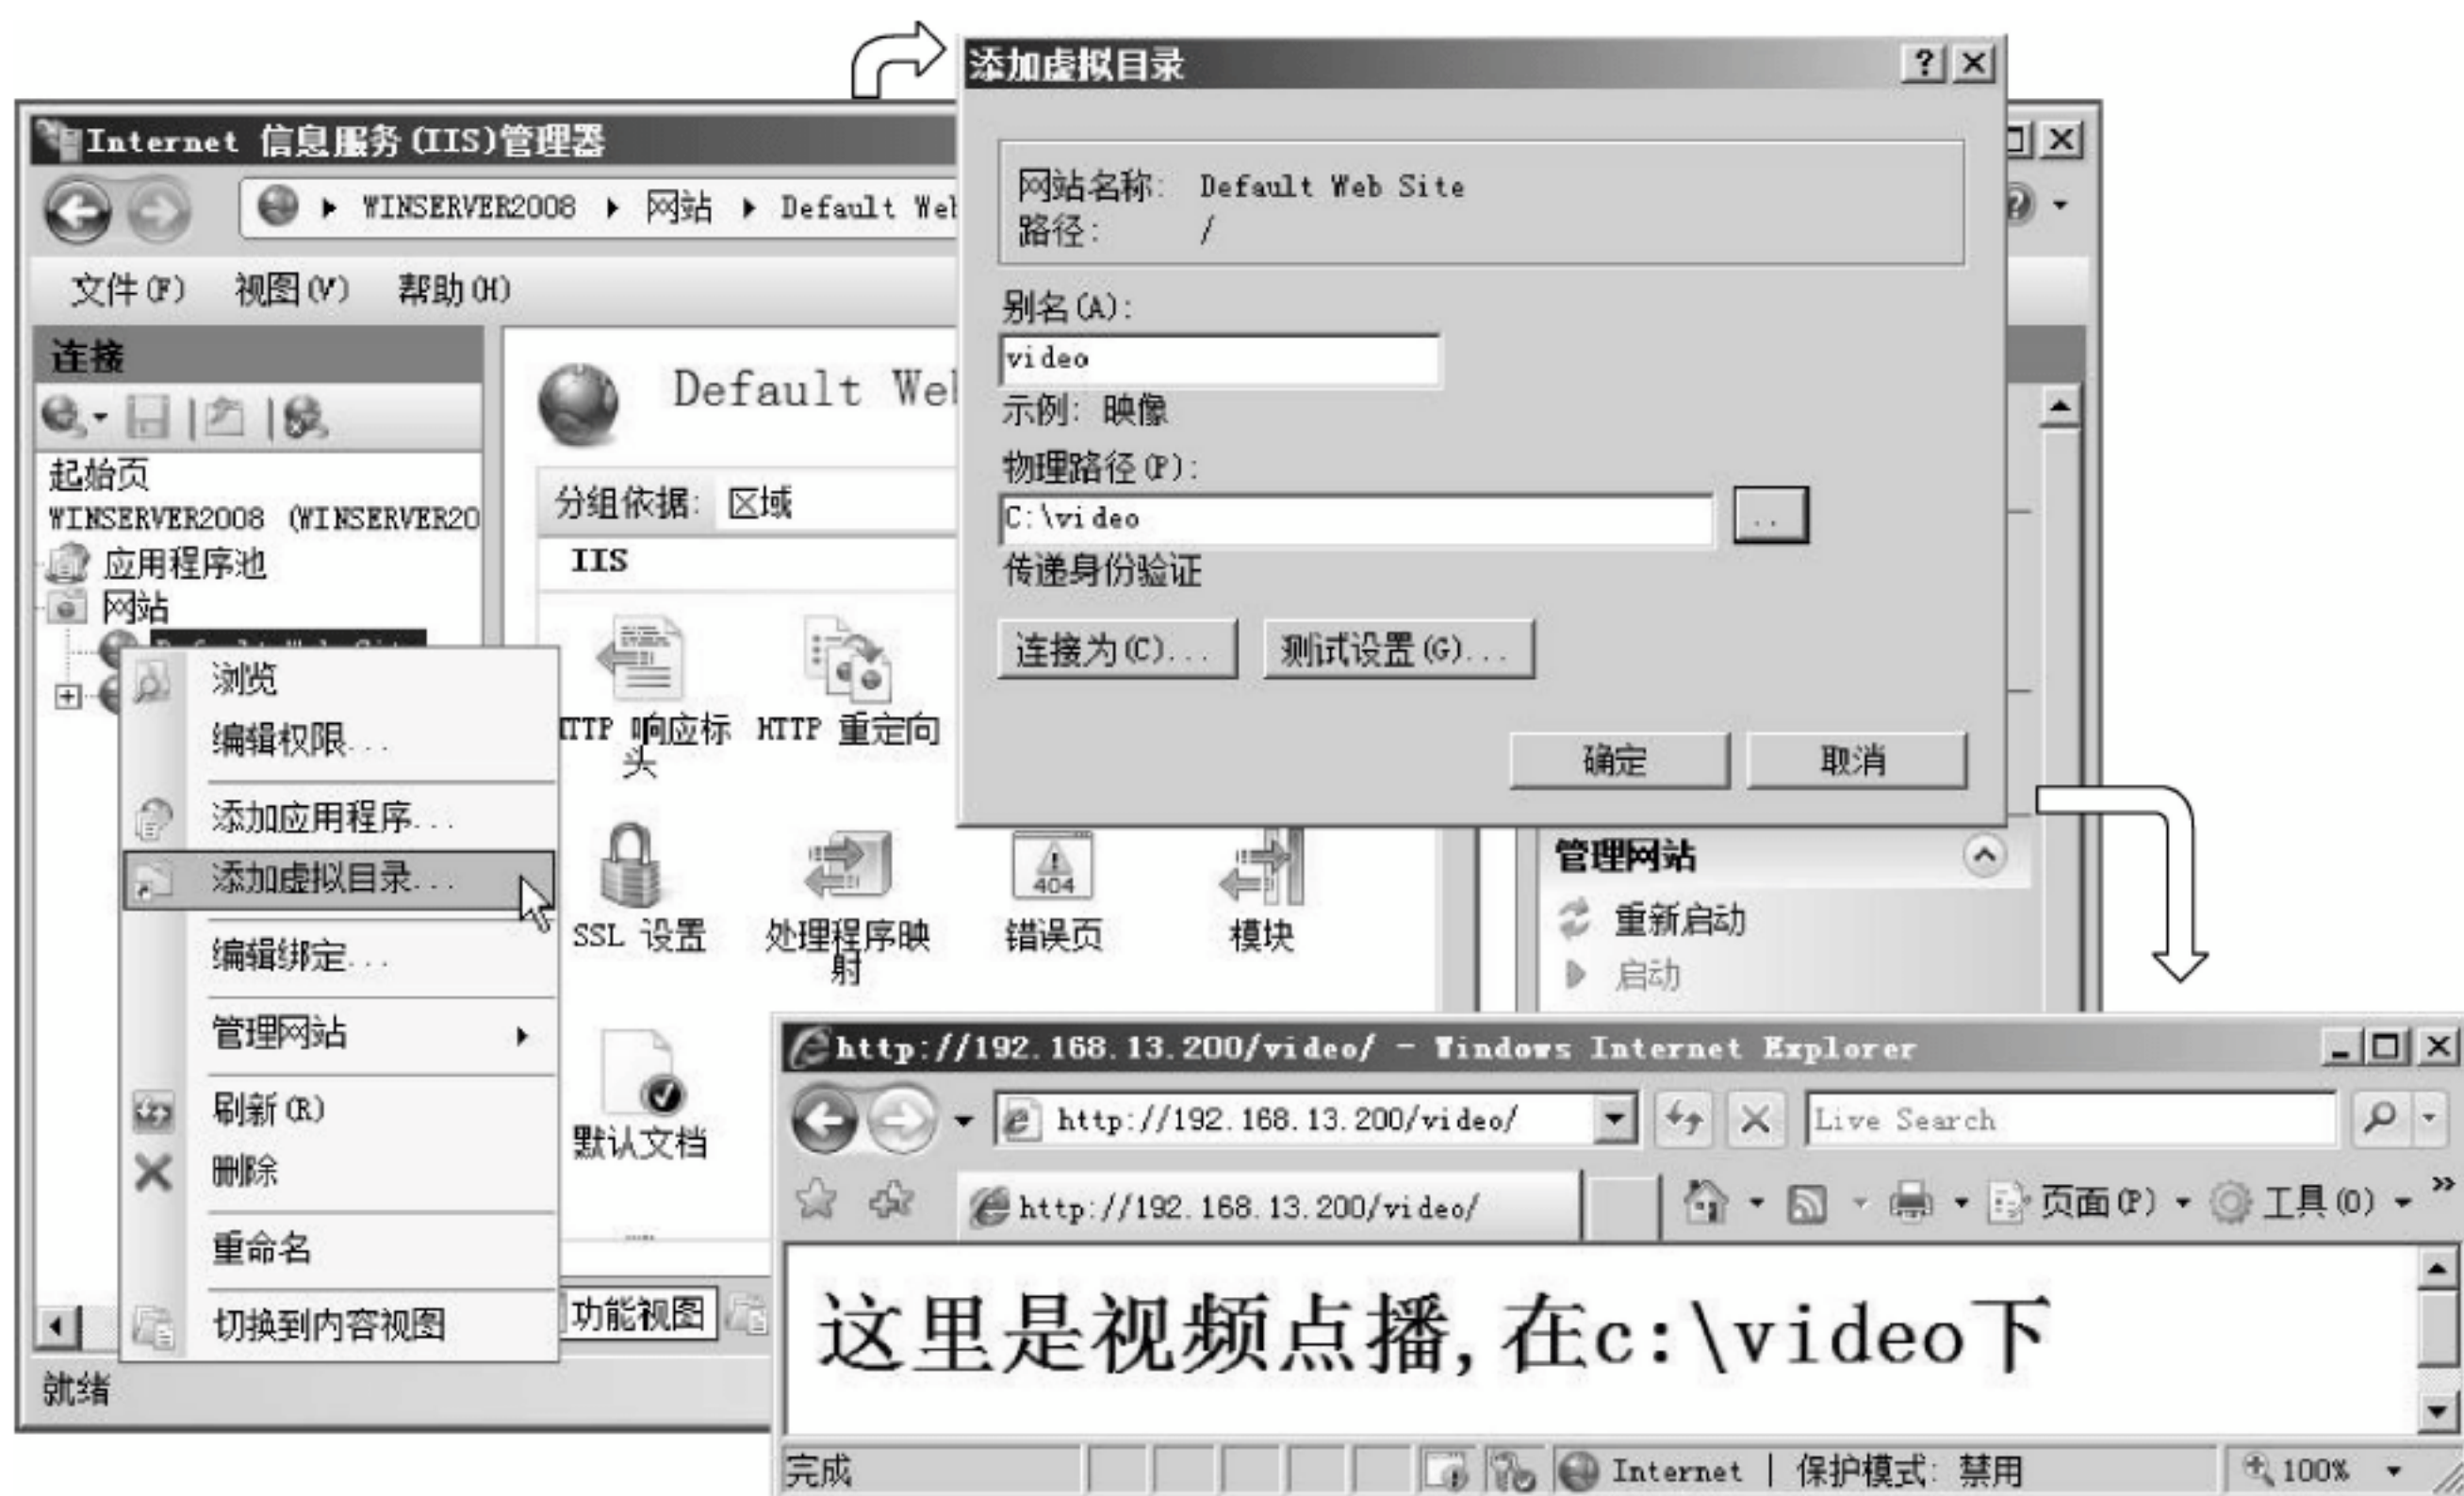 Internet 信息服务(IIS)管理器
WINSERVER2008 网站 Default Wel
文件(F) 视图(V) 帮助(H)
连接
起始页
WINSERVER2008 (WINSERVER20
应用程序池
网站
浏览
编辑权限...
添加应用程序...
添加虚拟目录...
编辑绑定...
管理网站
刷新(R)
删除
重命名
切换到内容视图
就绪
Default Wel
分组依据: 区域
IIS
TTP 响应标头
HTTP 重定向
SSL 设置
处理程序映射
404
错误页
模块
默认文档
功能视图
管理网站
重新启动
启动
添加虚拟目录
网站名称: Default Web Site
路径: /
别名(A):
video
示例: 映像
物理路径(P):
C:\video
..
传递身份验证
连接为(C)... 测试设置(G)...
确定 取消
http://192.168.13.200/video/ - Windows Internet Explorer
http://192.168.13.200/video/ Live Search
http://192.168.13.200/video/ 页面(P) 工具(O) »
这里是视频点播,在c:\video下
完成 Internet | 保护模式: 禁用 100%